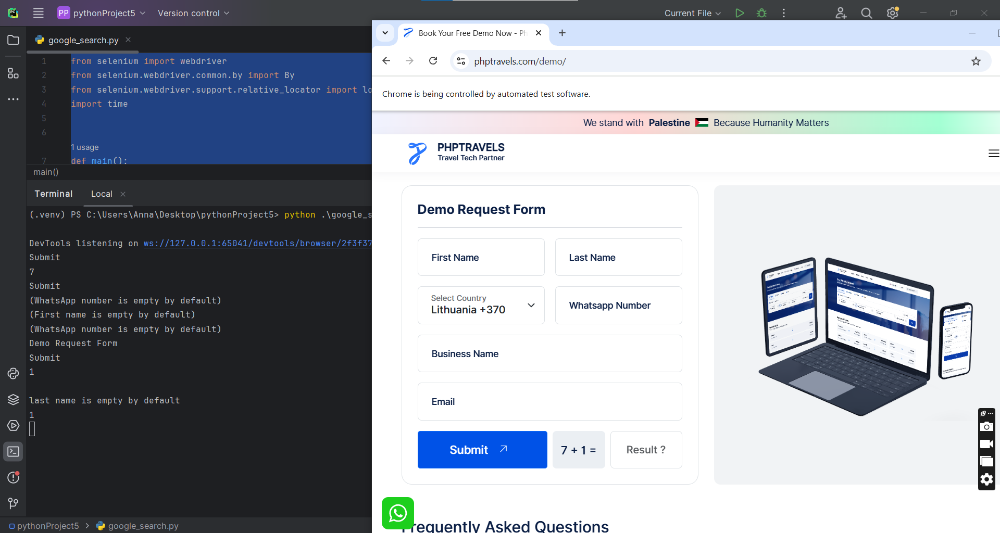 PP pythonProject5
Version control
Current File
google_search.py
1 from selenium import webdriver
2 from selenium.webdriver.common.by import By
3 from selenium.webdriver.support.relative_locator import lo
4 import time
5
6
1 usage
7 def main():
main()
Terminal
Local
(.venv) PS C:\Users\Anna\Desktop\pythonProject5> python .\google_s
DevTools listening on ws://127.0.0.1:65041/devtools/browser/2f3f37
Submit
7
Submit
(WhatsApp number is empty by default)
(First name is empty by default)
(WhatsApp number is empty by default)
Demo Request Form
Submit
1
last name is empty by default
1
pythonProject5 > google_search.py
Book Your Free Demo Now - Ph
phptravels.com/demo/
Chrome is being controlled by automated test software.
We stand with Palestine Because Humanity Matters
PHPTRAVELS
Travel Tech Partner
Demo Request Form
First Name
Last Name
Select Country
Lithuania +370
Whatsapp Number
Business Name
Email
Submit
7 + 1 =
Result ?
Frequently Asked Questions